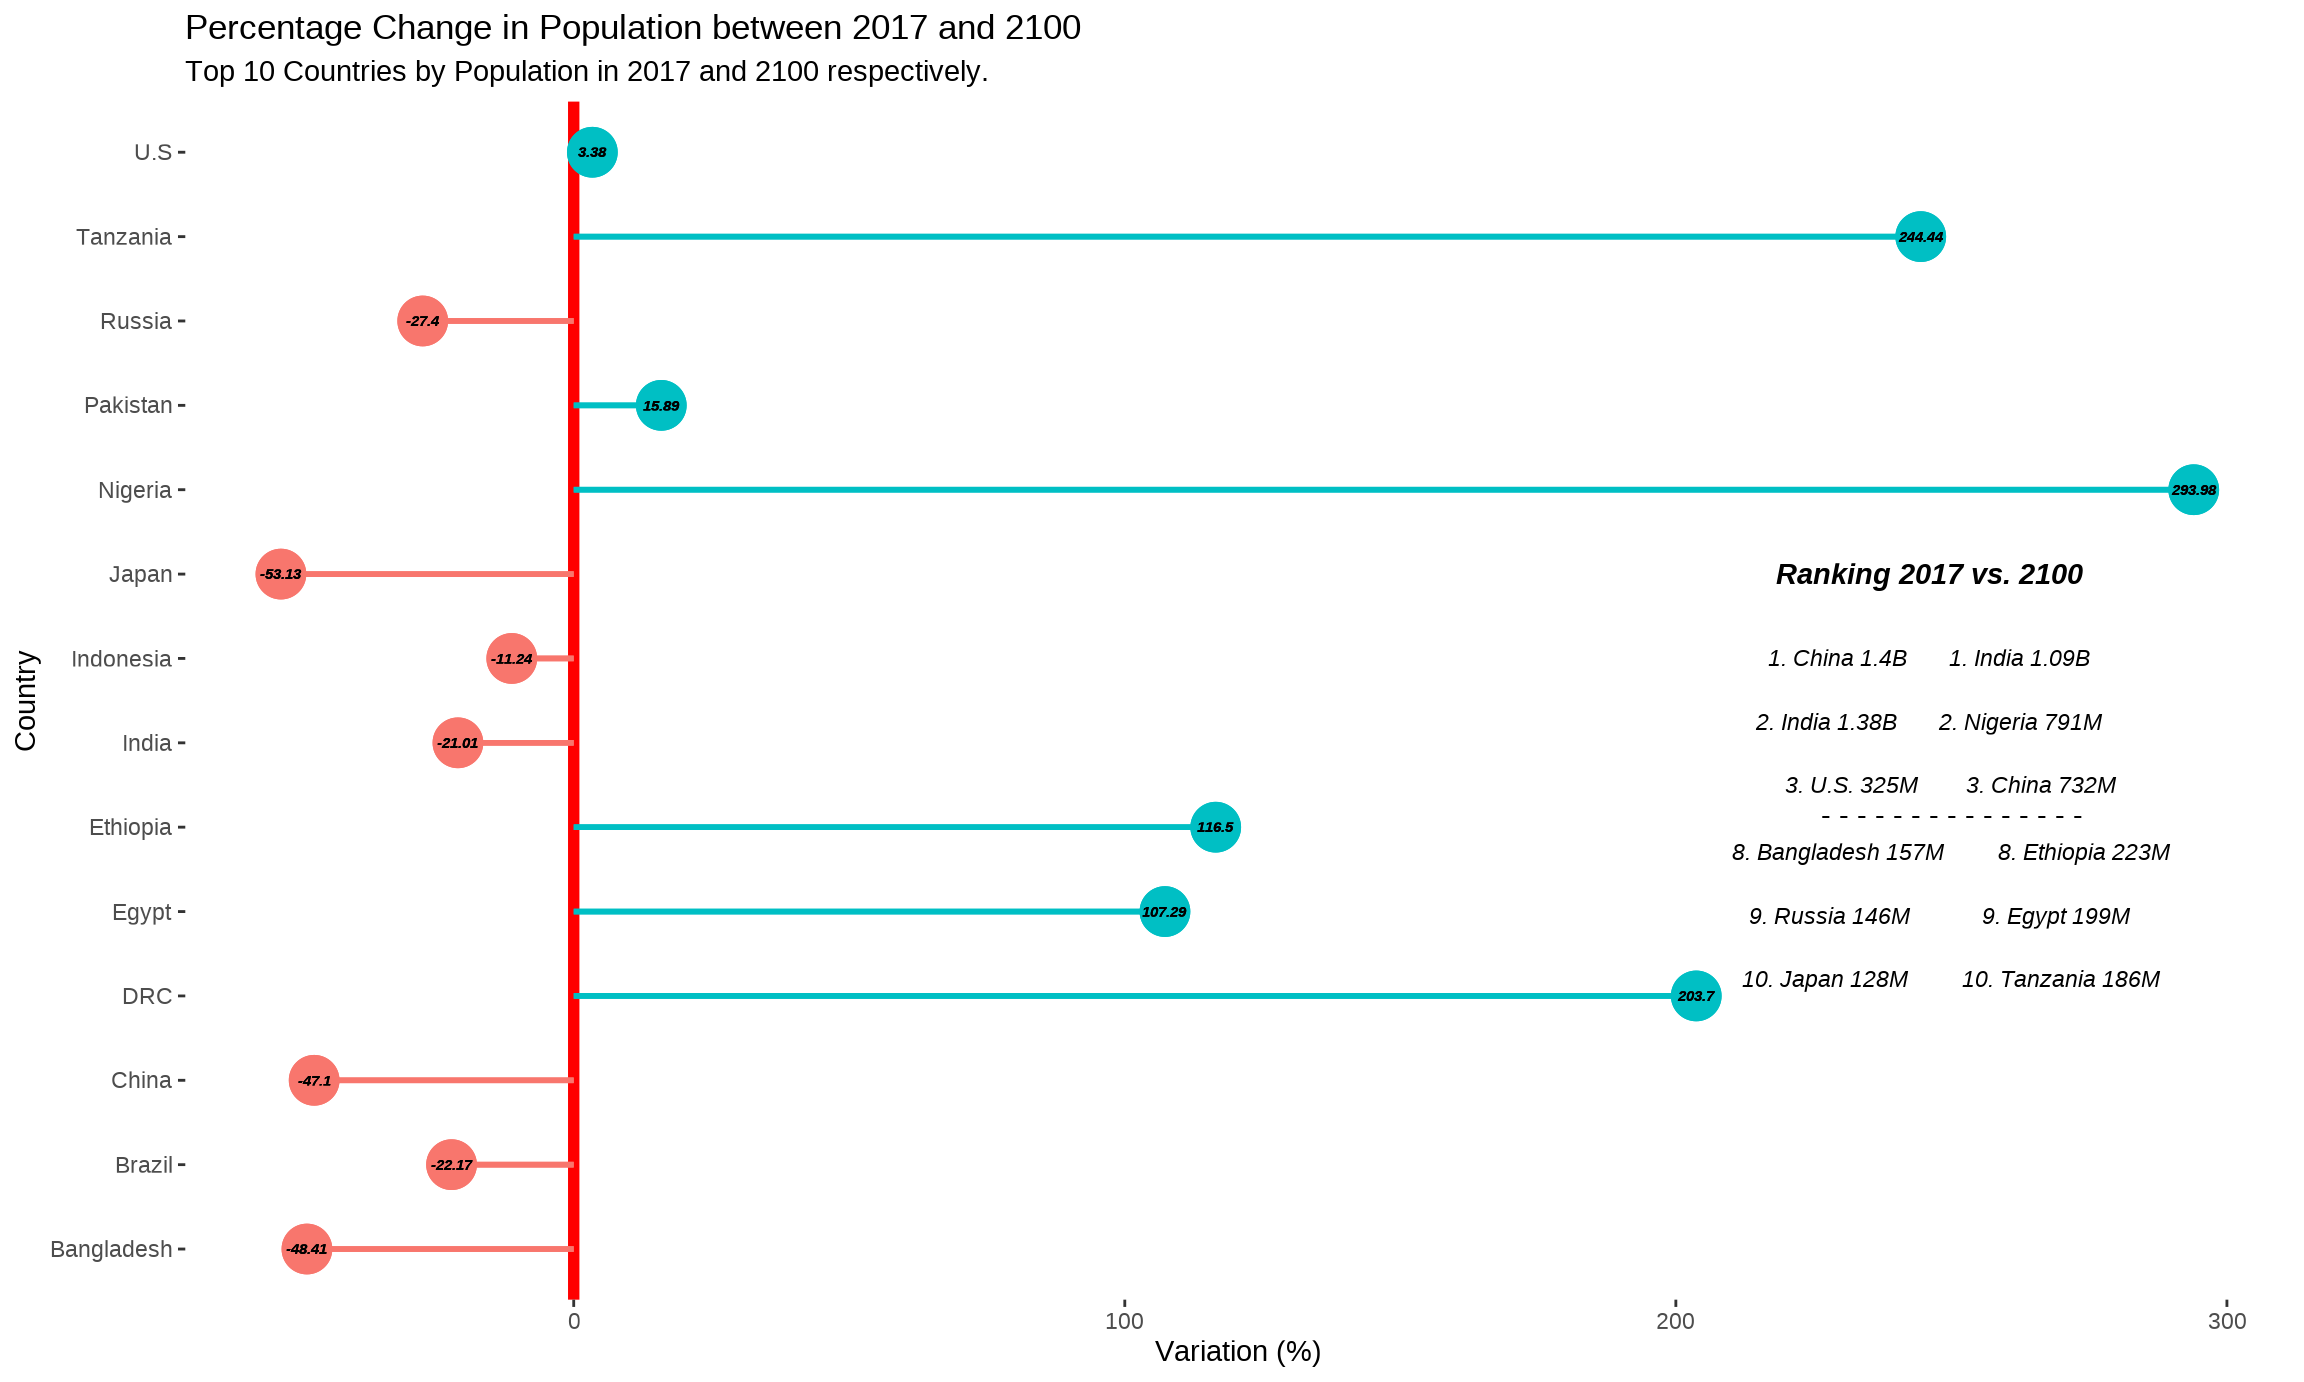 Percentage Change in Population between 2017 and 2100
Top 10 Countries by Population in 2017 and 2100 respectively.
U.S
3.38
Tanzania
244.44
Russia
-27.4
Pakistan
15.89
Nigeria
293.98
Japan
-53.13
Ranking 2017 vs. 2100
Indonesia
-11.24
1. China 1.4B 1. India 1.09B
2. India 1.38B 2. Nigeria 791M
India
-21.01
3. U.S. 325M 3. China 732M
- - - - - - - - - - - - - - -
Ethiopia
116.5
8. Bangladesh 157M 8. Ethiopia 223M
Egypt
107.29
9. Russia 146M 9. Egypt 199M
10. Japan 128M 10. Tanzania 186M
DRC
203.7
China
-47.1
Brazil
-22.17
Bangladesh
-48.41
Country
0 100 200 300
Variation (%)